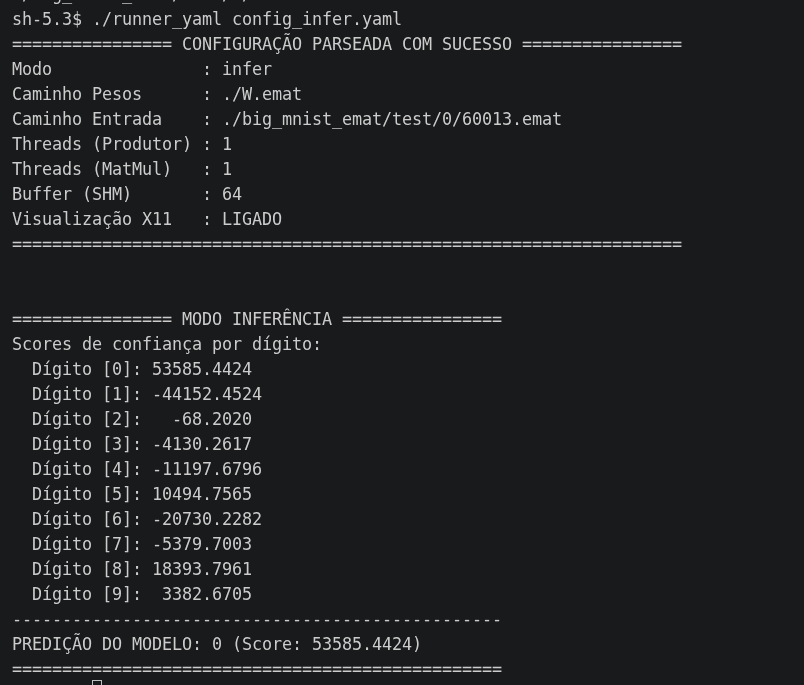 sh-5.3$ ./runner_yaml config_infer.yaml
================ CONFIGURAÇÃO PARSEADA COM SUCESSO ================
Modo               : infer
Caminho Pesos      : ./W.emat
Caminho Entrada    : ./big_mnist_emat/test/0/60013.emat
Threads (Produtor) : 1
Threads (MatMul)   : 1
Buffer (SHM)       : 64
Visualização X11   : LIGADO
===================================================================
================ MODO INFERÊNCIA ================
Scores de confiança por dígito:
  Dígito [0]: 53585.4424
  Dígito [1]: -44152.4524
  Dígito [2]:   -68.2020
  Dígito [3]: -4130.2617
  Dígito [4]: -11197.6796
  Dígito [5]: 10494.7565
  Dígito [6]: -20730.2282
  Dígito [7]: -5379.7003
  Dígito [8]: 18393.7961
  Dígito [9]:  3382.6705
-------------------------------------------------
PREDIÇÃO DO MODELO: 0 (Score: 53585.4424)
=================================================